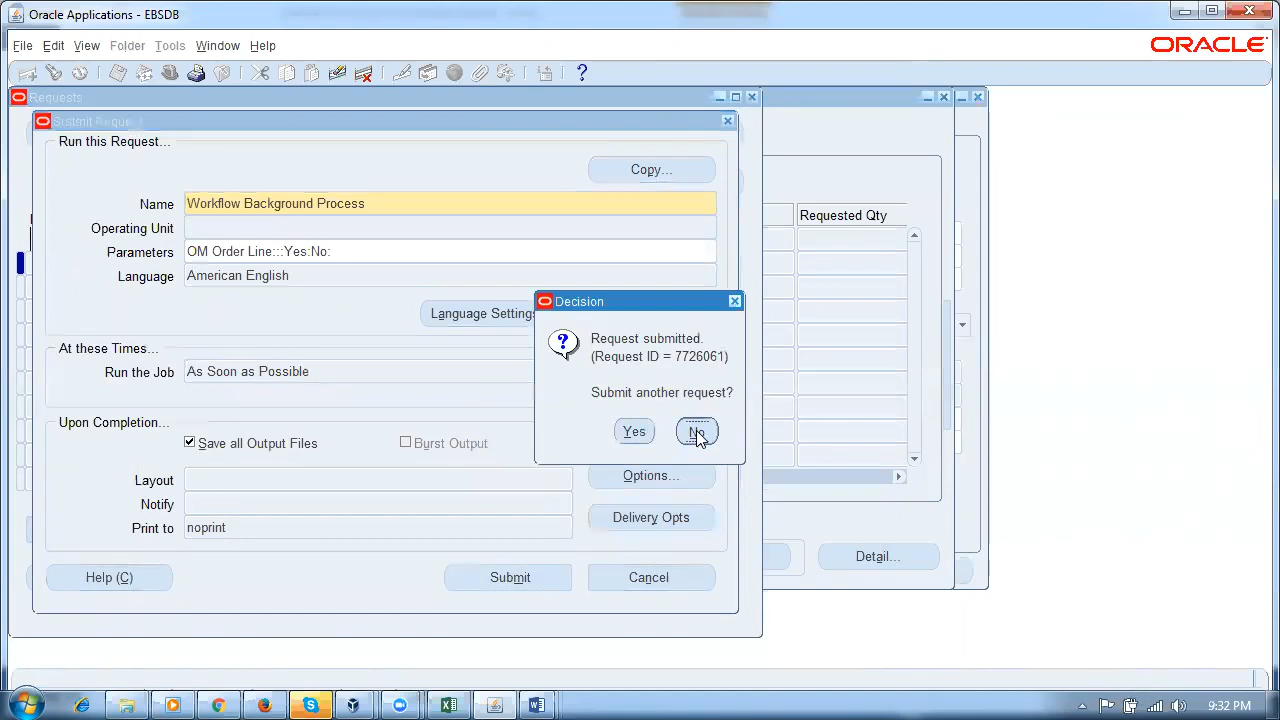 Oracle Applications - EBSDB
File Edit View Folder Tools Window Help
ORACLE
Requests
Submit Request
Run this Request...
Copy...
Name Workflow Background Process
Operating Unit
Parameters OM Order Line:::Yes:No:
Language American English
Language Settings
At these Times...
Run the Job As Soon as Possible
Upon Completion...
Save all Output Files Burst Output
Layout
Options...
Notify
Print to noprint
Delivery Opts
Help (C) Submit Cancel
Decision
Request submitted.
(Request ID = 7726061)
Submit another request?
Yes No
Requested Qty
Detail...
9:32 PM